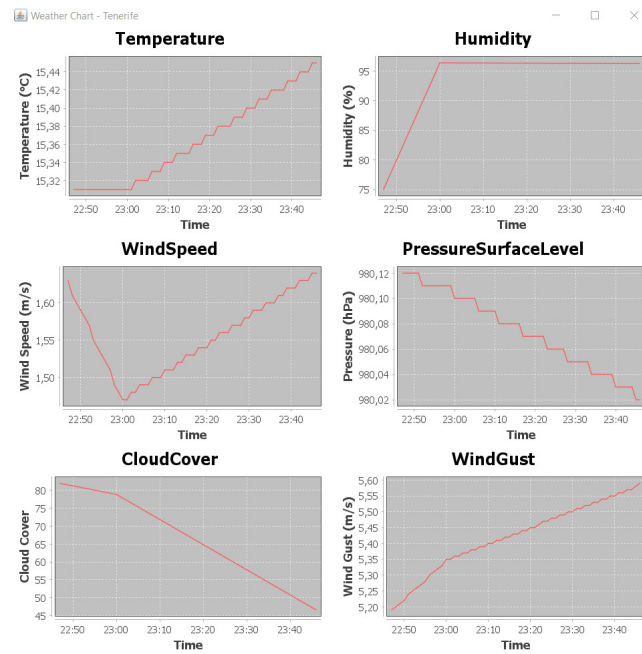 Weather Chart - Tenerife
Temperature
Temperature (°C)
15,44
15,42
15,40
15,38
15,36
15,34
15,32
22:50 23:00 23:10 23:20 23:30 23:40
Time
Humidity
Humidity (%)
95
90
85
80
75
22:50 23:00 23:10 23:20 23:30 23:40
Time
WindSpeed
Wind Speed (m/s)
1,60
1,55
1,50
22:50 23:00 23:10 23:20 23:30 23:40
Time
PressureSurfaceLevel
Pressure (hPa)
980,12
980,10
980,08
980,06
980,04
980,02
22:50 23:00 23:10 23:20 23:30 23:40
Time
CloudCover
Cloud Cover
80
75
70
65
60
55
50
45
22:50 23:00 23:10 23:20 23:30 23:40
Time
WindGust
Wind Gust (m/s)
5,60
5,55
5,50
5,45
5,40
5,35
5,30
5,25
5,20
22:50 23:00 23:10 23:20 23:30 23:40
Time